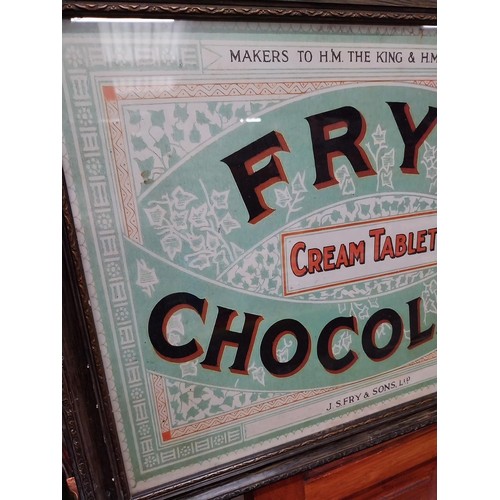 MAKERS TO H.M. THE KING & H.M
FRY
CREAM TABLET
CHOCOL
J. S. FRY & SONS, LTD